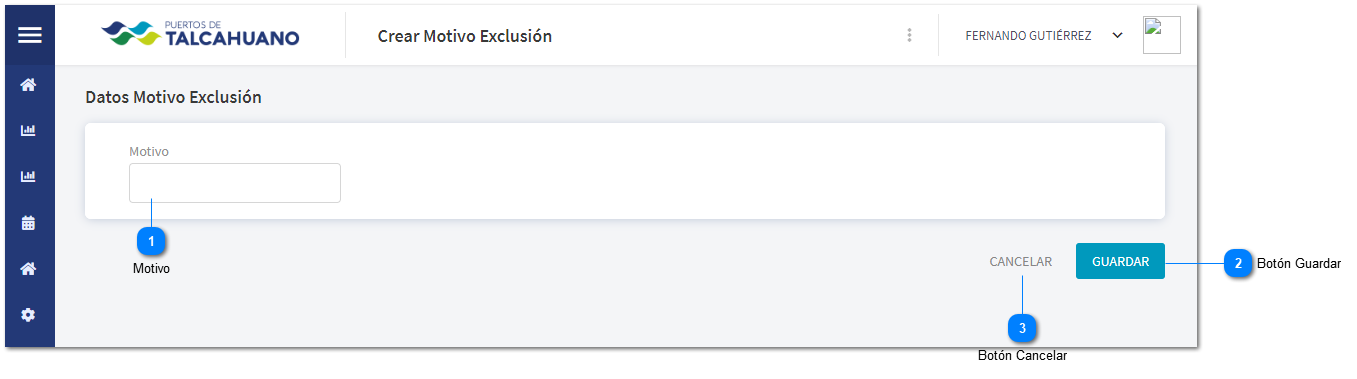 PUERTOS DE
TALCAHUANO
Crear Motivo Exclusión
FERNANDO GUTIÉRREZ
Datos Motivo Exclusión
Motivo
1
Motivo
CANCELAR
GUARDAR
2 Botón Guardar
3
Botón Cancelar